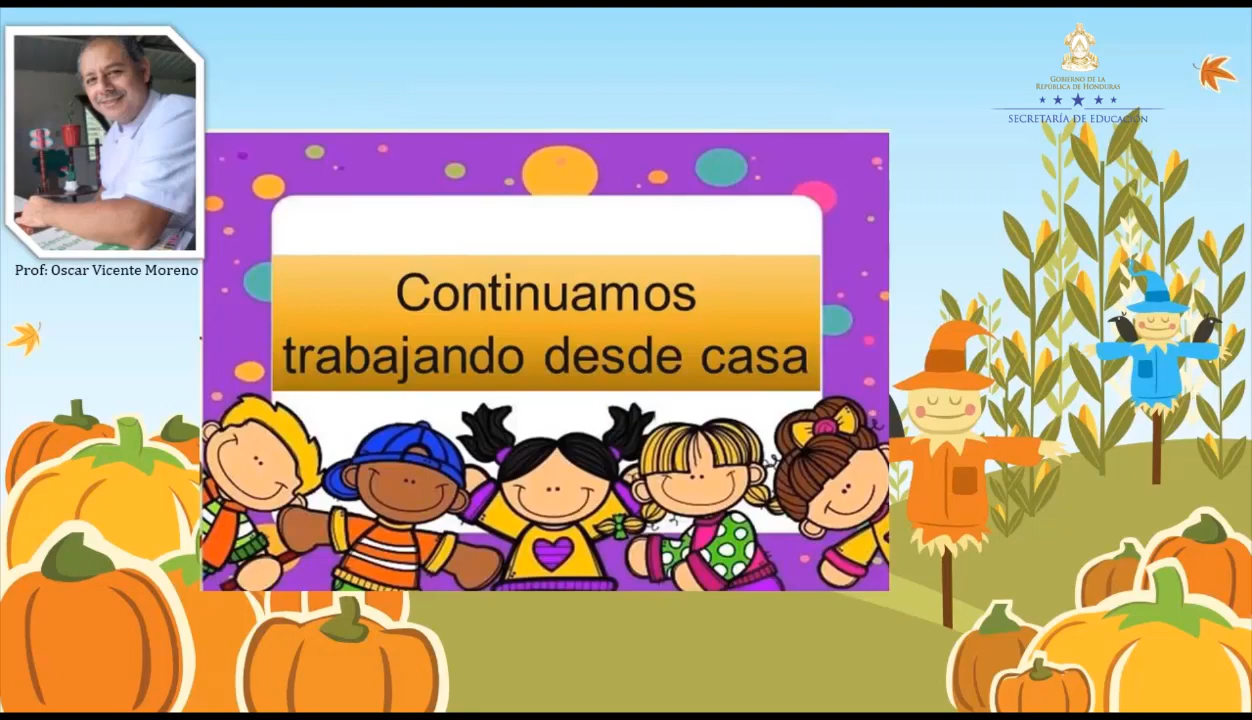 GOBIERNO DE LA
REPÚBLICA DE HONDURAS
SECRETARÍA DE EDUCACIÓN
Prof: Oscar Vicente Moreno
Continuamos
trabajando desde casa